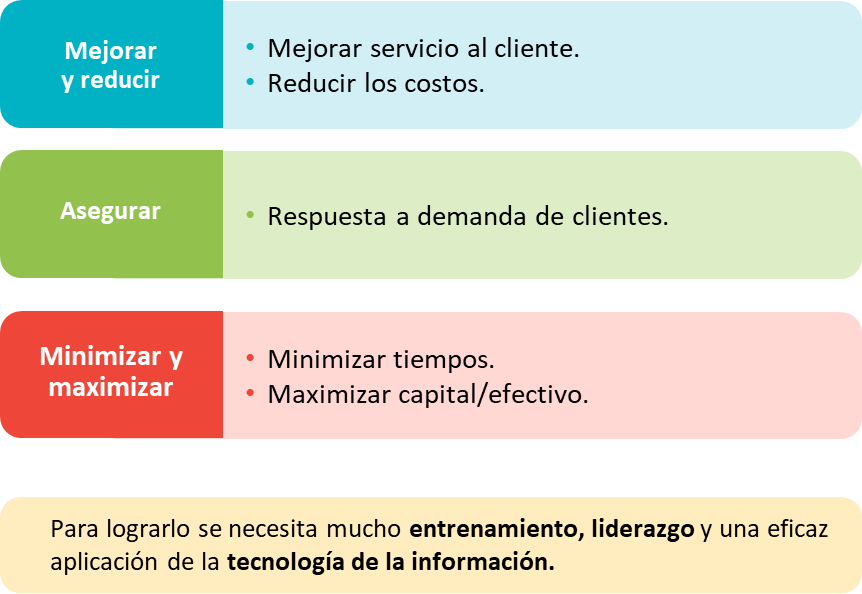 Mejorar
y reducir
• Mejorar servicio al cliente.
• Reducir los costos.
Asegurar
• Respuesta a demanda de clientes.
Minimizar y
maximizar
• Minimizar tiempos.
• Maximizar capital/efectivo.
Para lograrlo se necesita mucho entrenamiento, liderazgo y una eficaz
aplicación de la tecnología de la información.